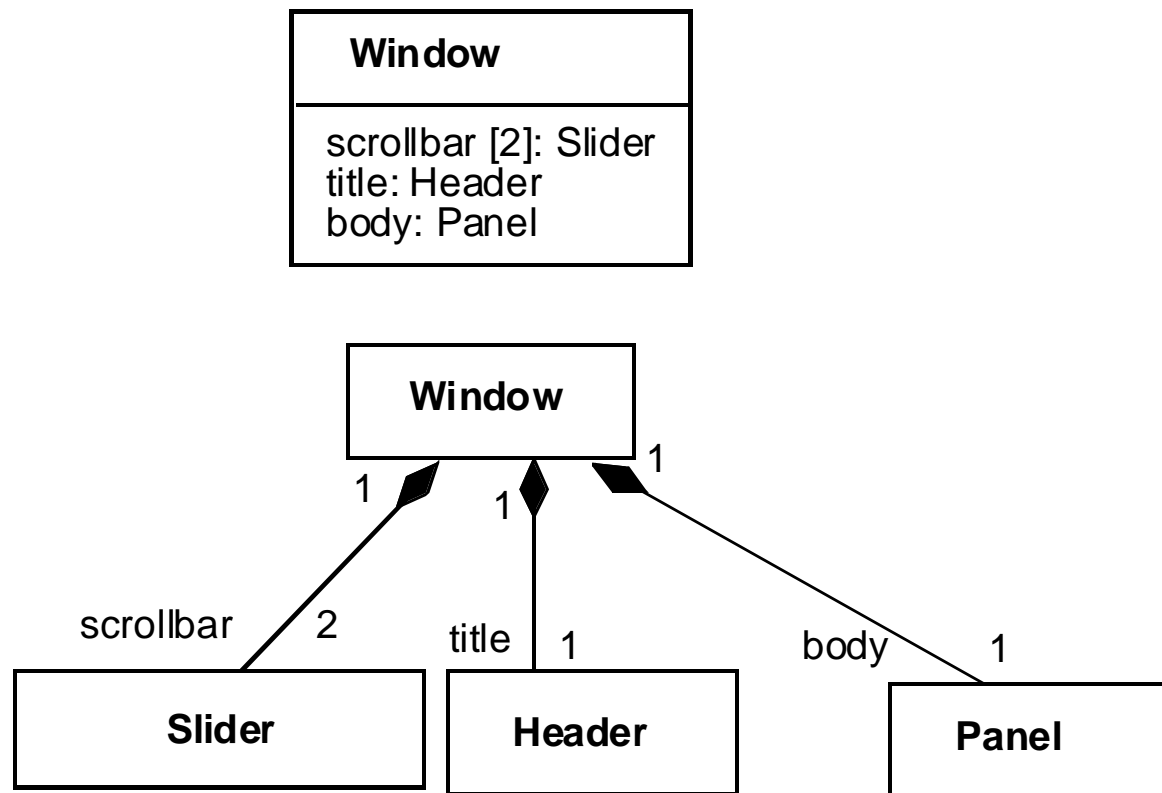 Window
scrollbar [2]: Slider
title: Header
body: Panel
Window
1
1
1
scrollbar
2
title
1
body
1
Slider
Header
Panel